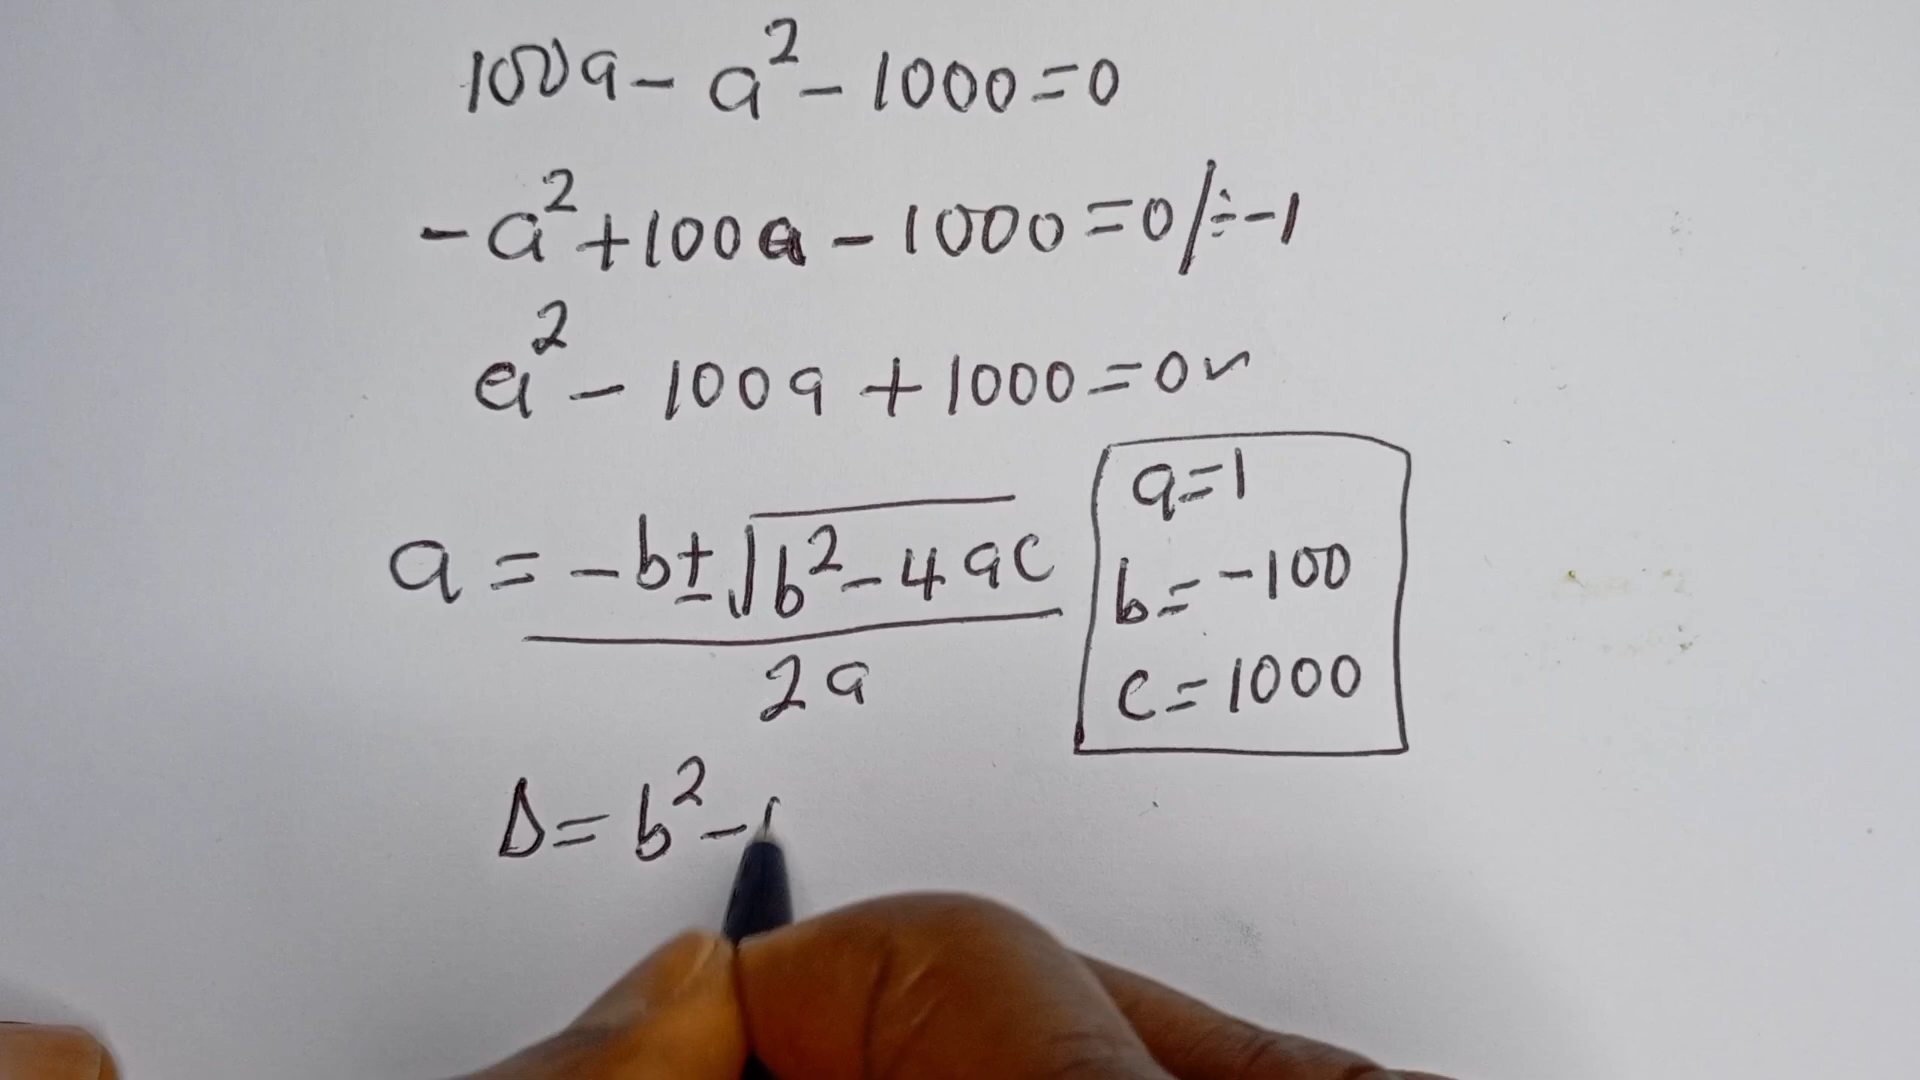 100a - a² - 1000 = 0
-a² + 100a - 1000 = 0 / ÷ -1
a² - 100a + 1000 = 0
a = -b ± √b² - 4ac
2a
a = 1
b = -100
c = 1000
Δ = b² -